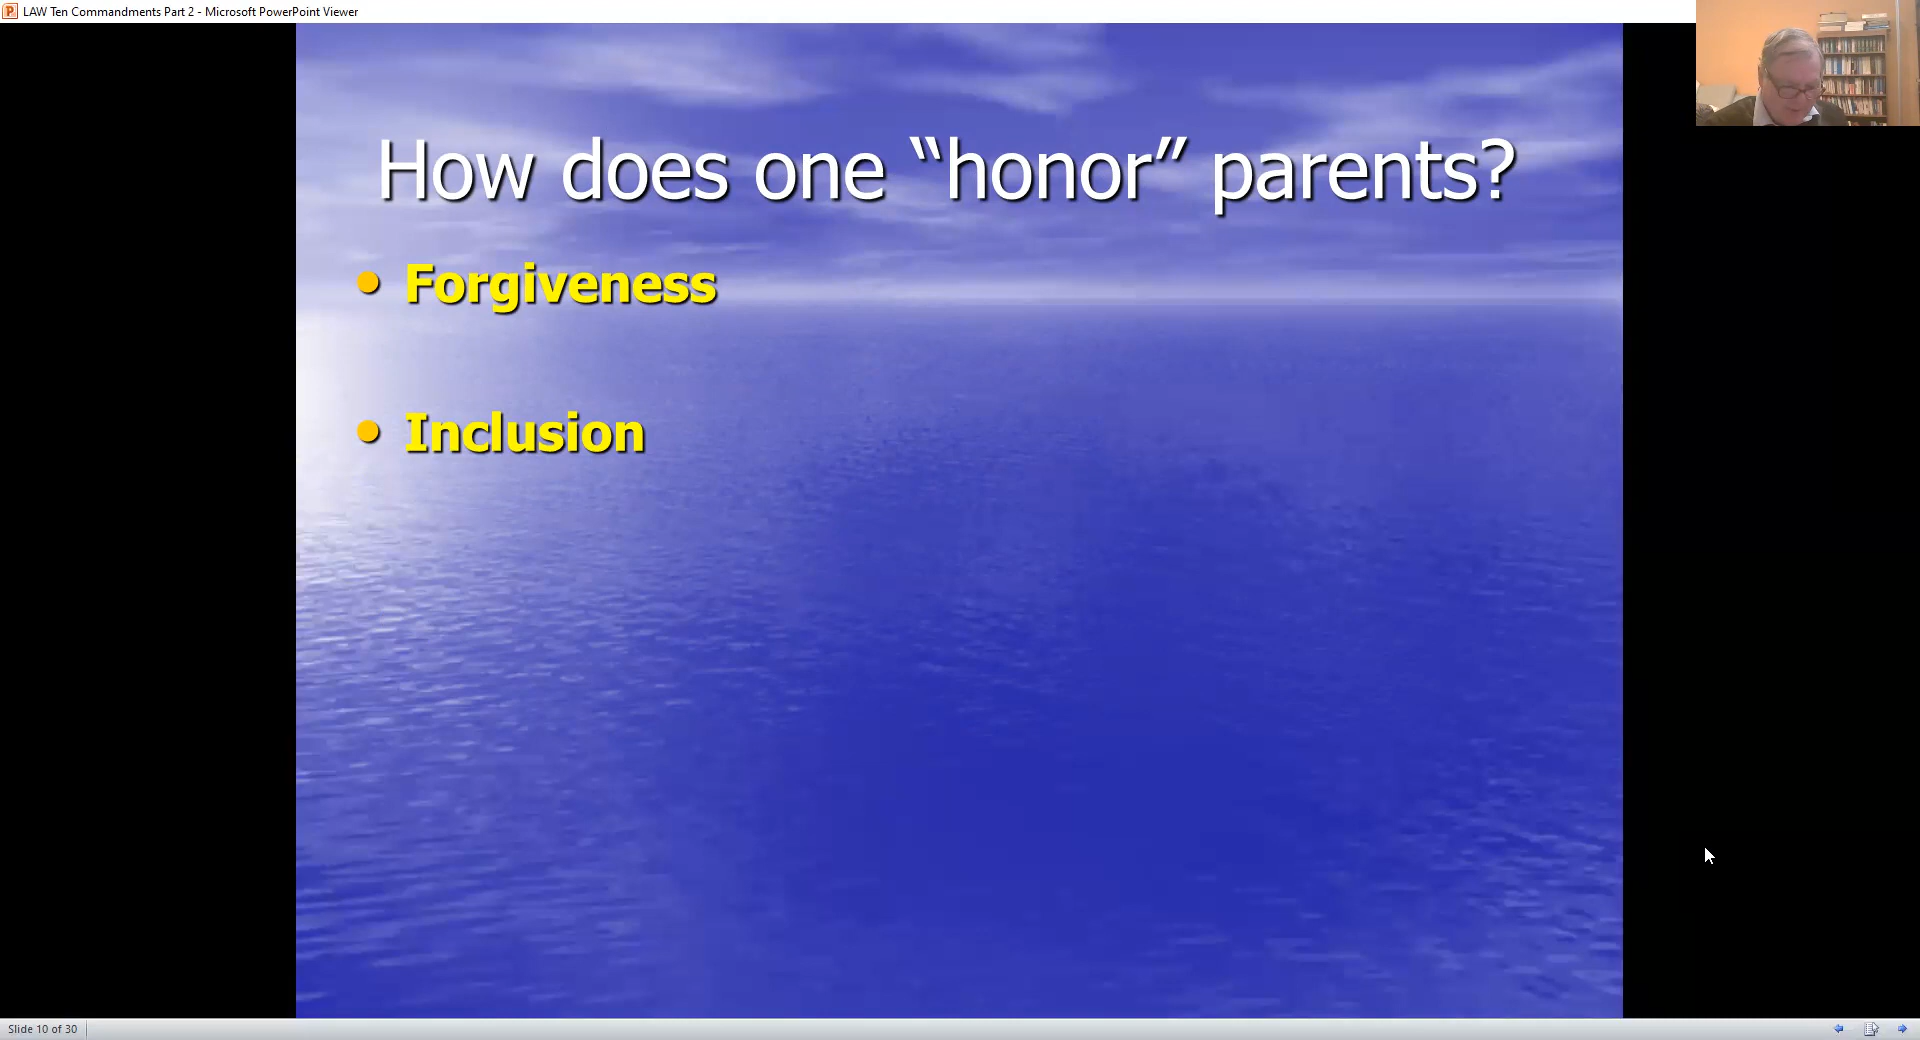 LAW Ten Commandments Part 2 - Microsoft PowerPoint Viewer
How does one “honor” parents?
• Forgiveness
• Inclusion
Slide 10 of 30